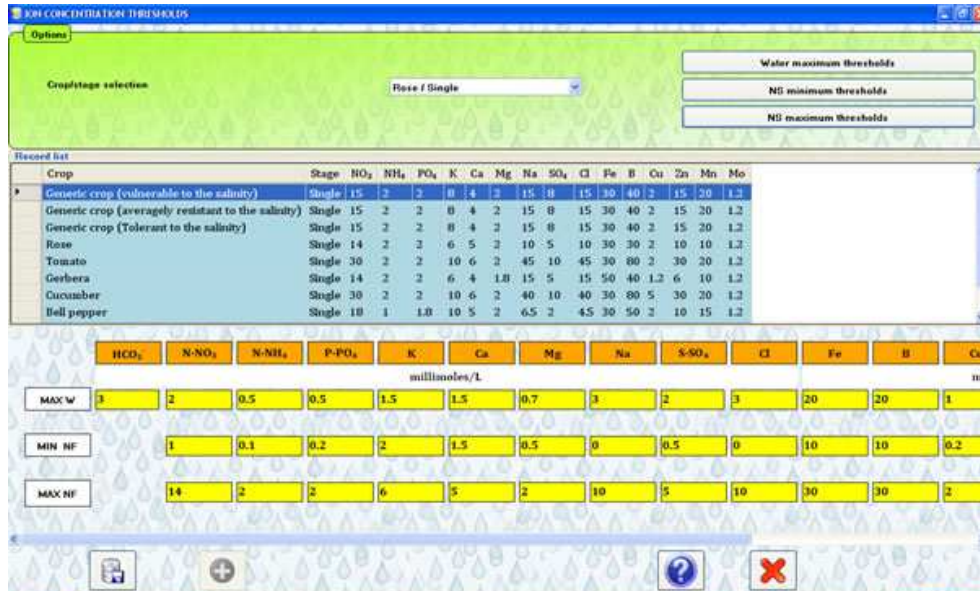 ION CONCENTRATION THRESHOLDS
Options
Crop/stage selection
Rose / Single
Water maximum thresholds
NS minimum thresholds
NS maximum thresholds
Record list
Crop Stage NO₃ NH₄ PO₄ K Ca Mg Na SO₄ Cl Fe B Cu Zn Mn Mo
Generic crop (vulnerable to the salinity) Single 15 2 2 8 4 2 15 8 15 30 40 2 15 20 1.2
Generic crop (averagely resistant to the salinity) Single 15 2 2 8 4 2 15 8 15 30 40 2 15 20 1.2
Generic crop (Tolerant to the salinity) Single 15 2 2 8 4 2 15 8 15 30 40 2 15 20 1.2
Rose Single 14 2 2 6 5 2 10 5 10 30 30 2 10 10 1.2
Tomato Single 30 2 2 10 6 2 45 10 45 30 80 2 30 20 1.2
Gerbera Single 14 2 2 6 4 1.8 15 5 15 50 40 1.2 6 10 1.2
Cucumber Single 30 2 2 10 6 2 40 10 40 30 80 5 30 20 1.2
Bell pepper Single 18 1 1.8 10 5 2 6.5 2 4.5 30 50 2 10 15 1.2
HCO₃⁻ N-NO₃ N-NH₄ P-PO₄ K Ca Mg Na S-SO₄ Cl Fe B
millimoles/L
MAX W 3 2 0.5 0.5 1.5 1.5 0.7 3 2 3 20 20 1
MIN NF 1 0.1 0.2 2 1.5 0.5 0 0.5 0 10 10 0.2
MAX NF 14 2 2 6 5 2 10 5 10 30 30 2